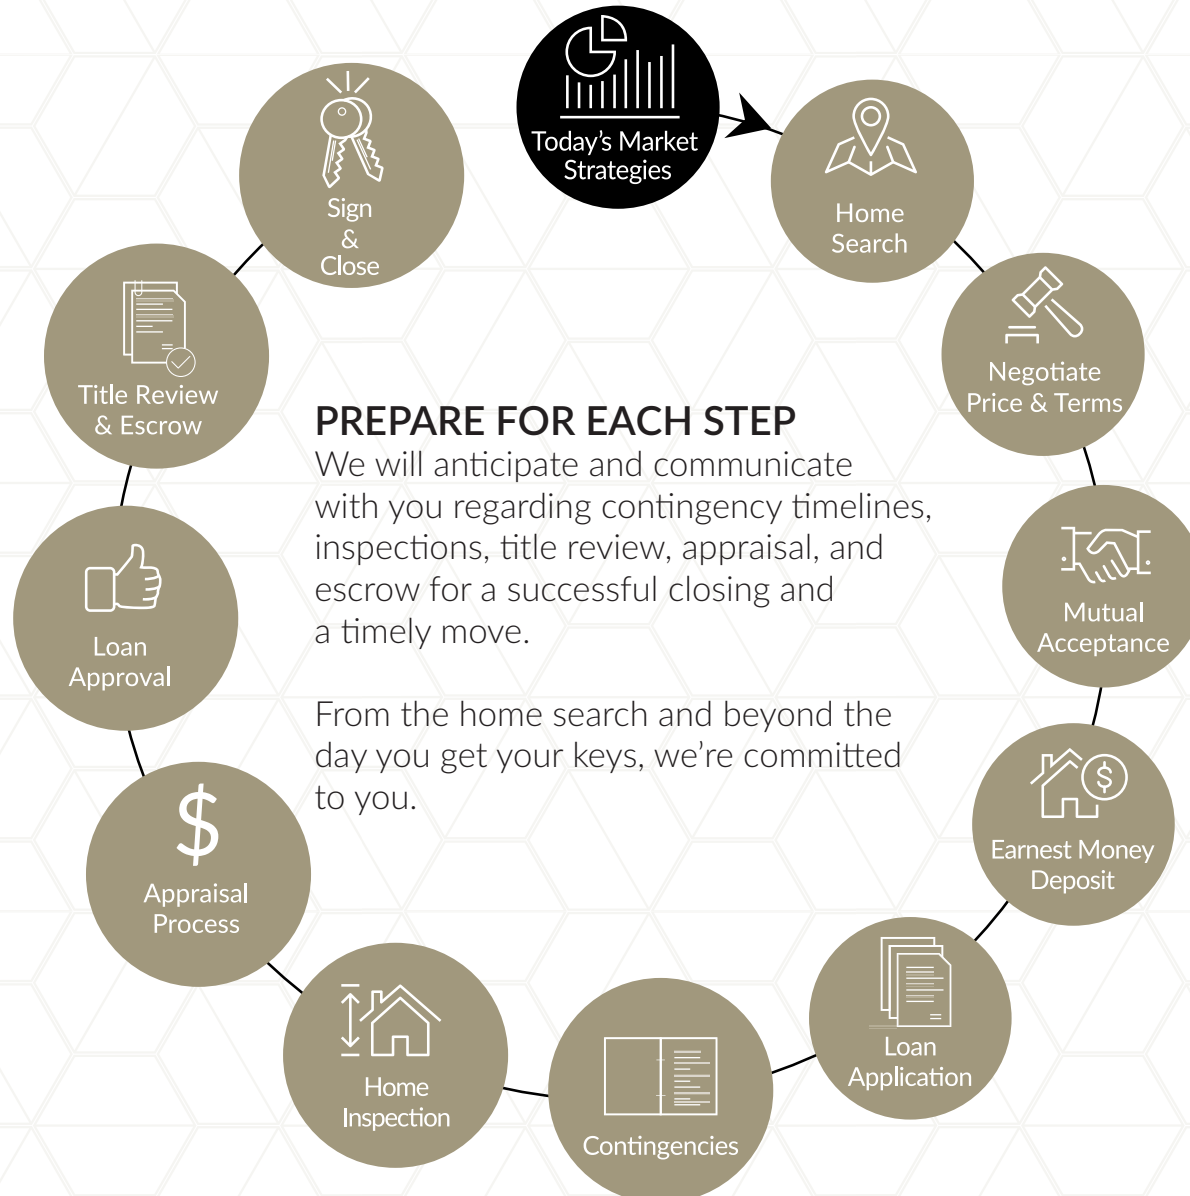 Today's Market
Strategies
Home
Search
Negotiate
Price & Terms
Mutual
Acceptance
Earnest Money
Deposit
Loan
Application
Contingencies
Home
Inspection
Appraisal
Process
Loan
Approval
Title Review
& Escrow
Sign
&
Close
PREPARE FOR EACH STEP
We will anticipate and communicate
with you regarding contingency timelines,
inspections, title review, appraisal, and
escrow for a successful closing and
a timely move.
From the home search and beyond the
day you get your keys, we're committed
to you.